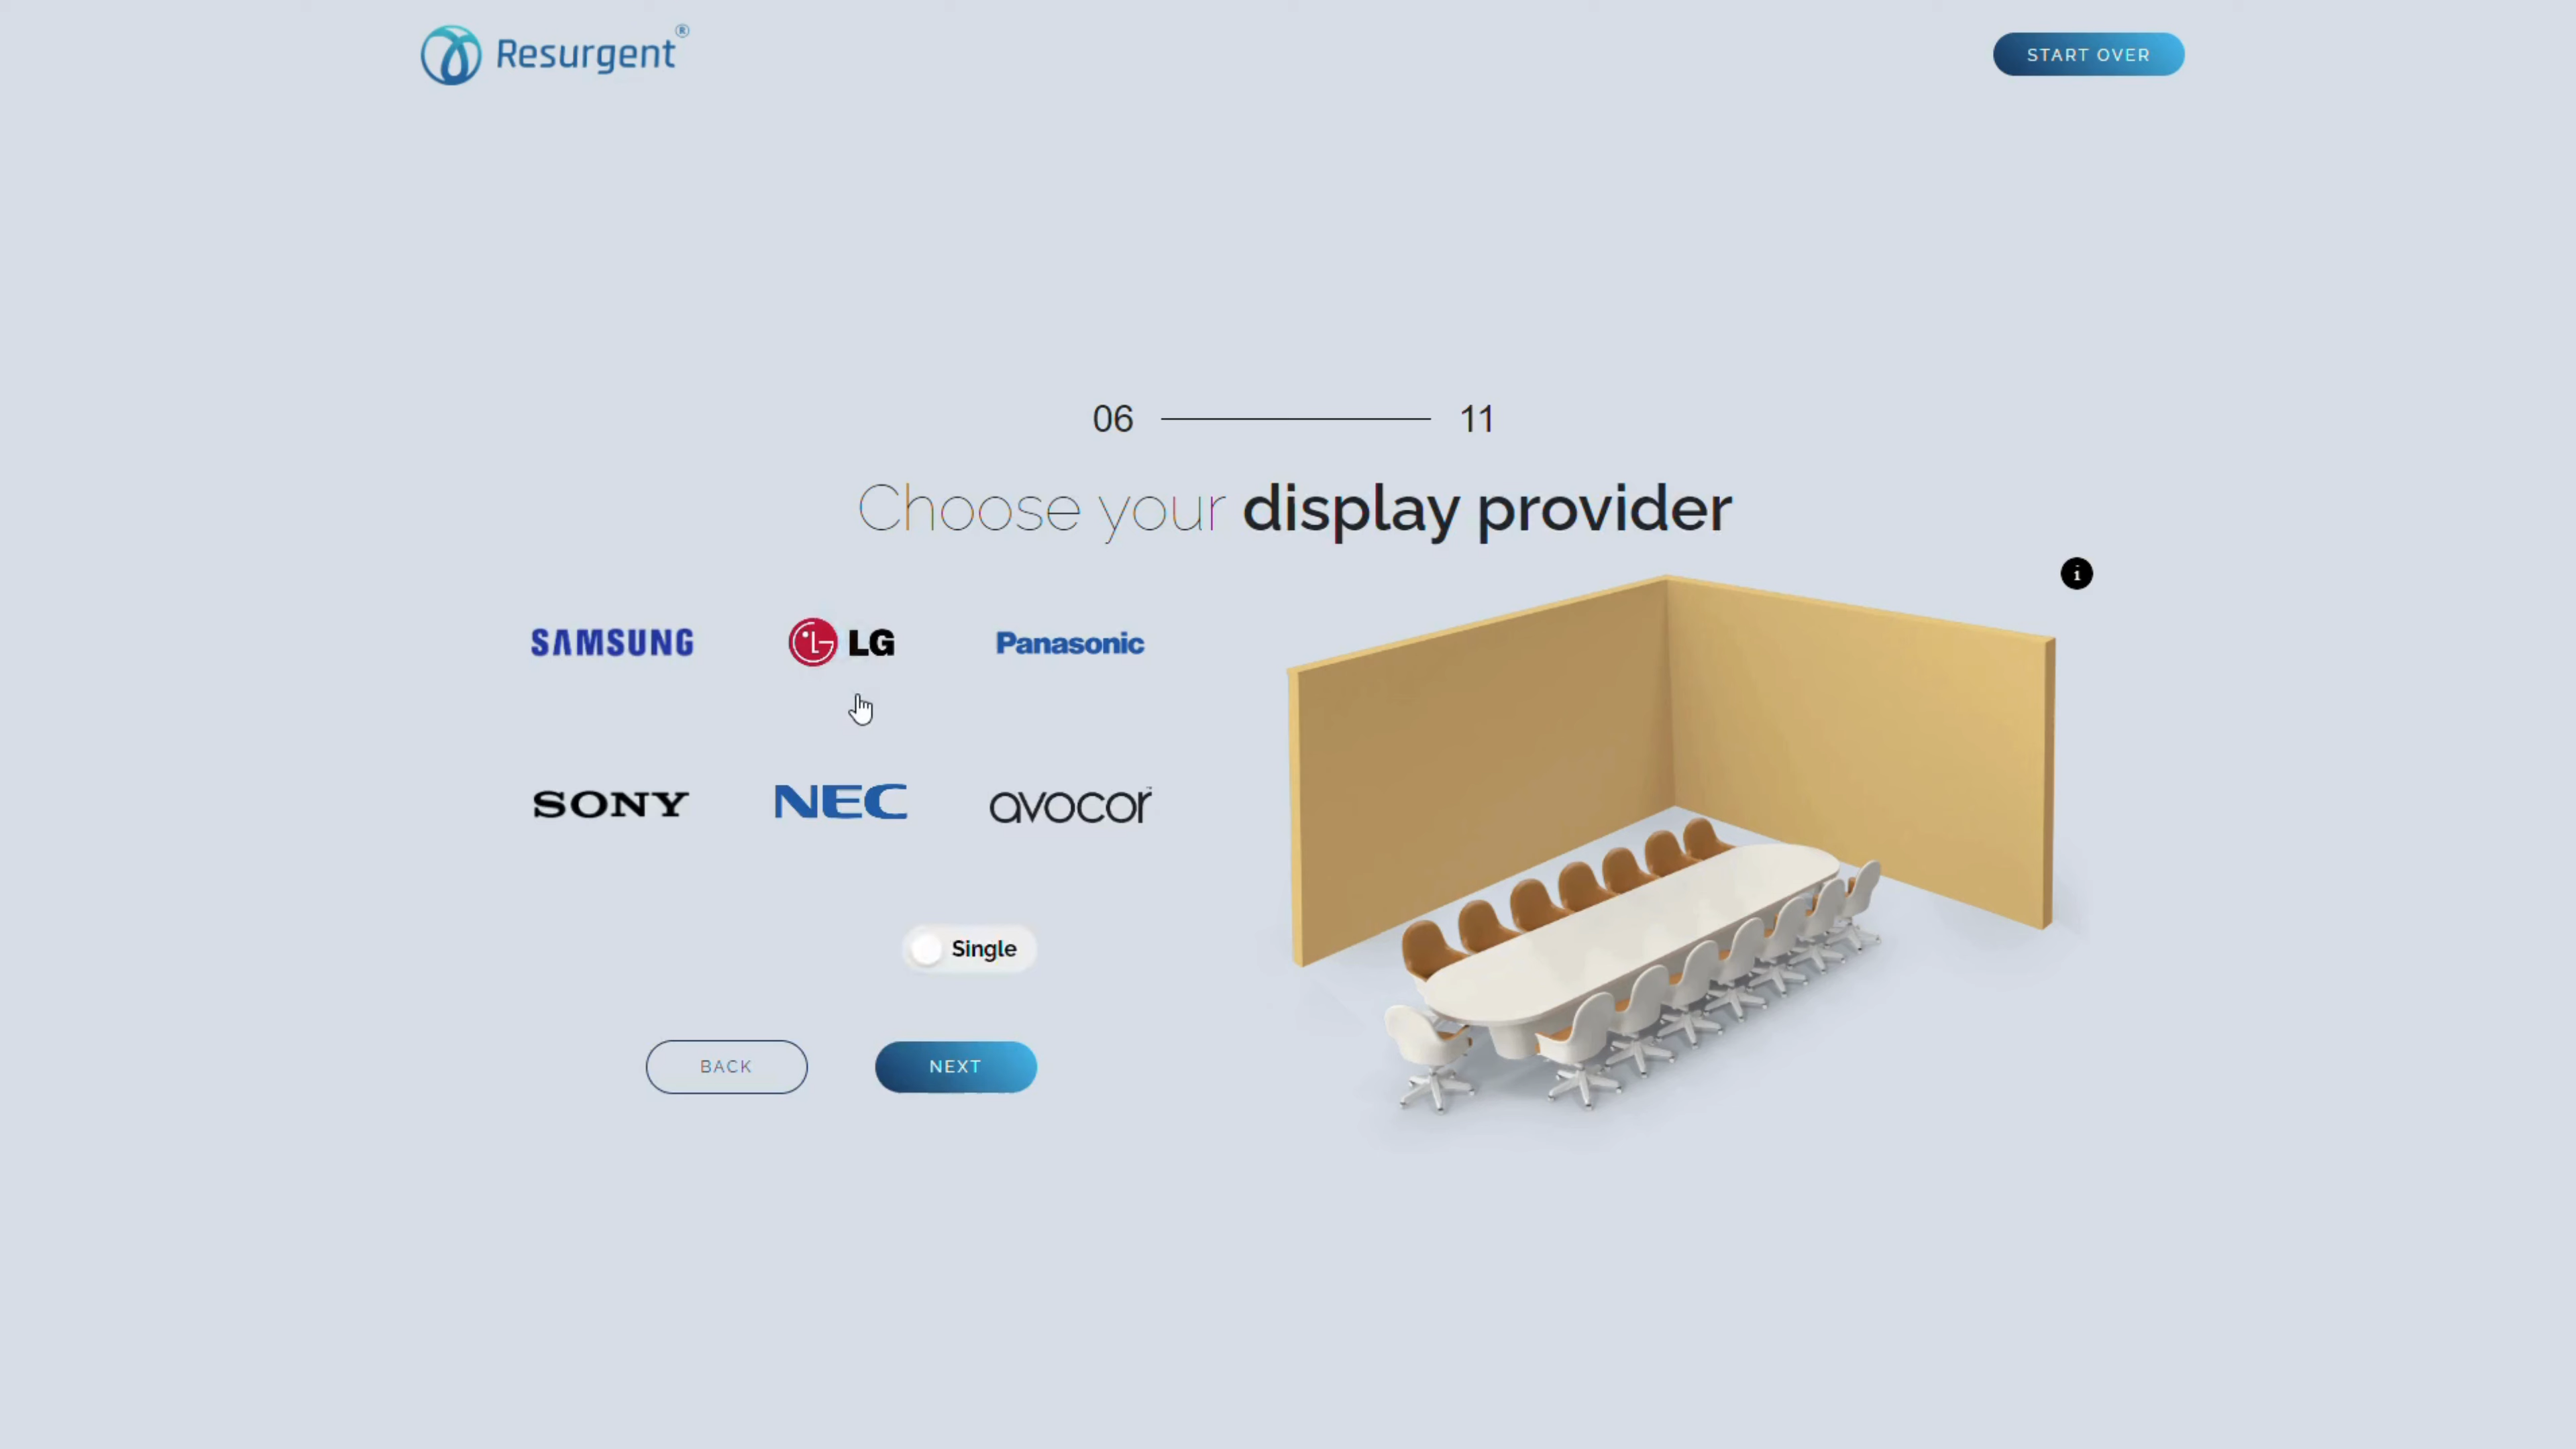 Resurgent®
START OVER
06 11
Choose your display provider
i
SAMSUNG LG Panasonic
SONY NEC avocor
Single
BACK NEXT